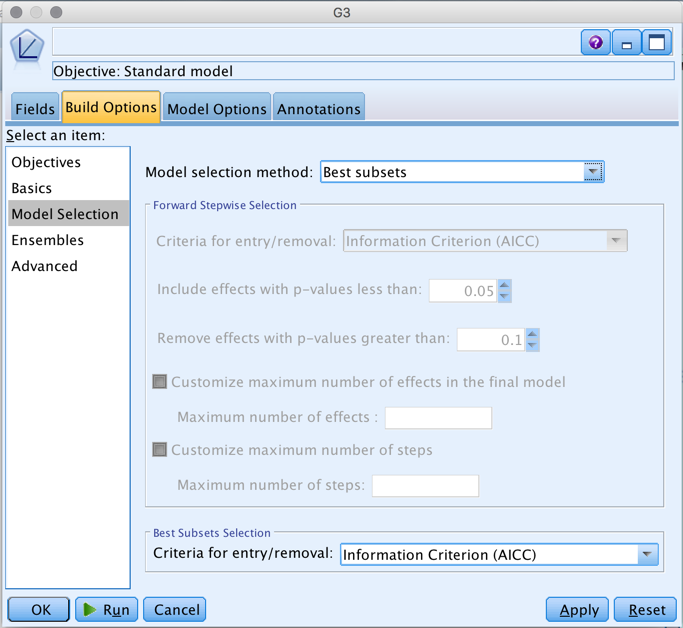 G3
?
Objective: Standard model
Fields Build Options Model Options Annotations
Select an item:
Objectives
Basics
Model Selection
Ensembles
Advanced
Model selection method: Best subsets
Forward Stepwise Selection
Criteria for entry/removal: Information Criterion (AICC)
Include effects with p-values less than: 0.05
Remove effects with p-values greater than: 0.1
Customize maximum number of effects in the final model
Maximum number of effects :
Customize maximum number of steps
Maximum number of steps:
Best Subsets Selection
Criteria for entry/removal: Information Criterion (AICC)
OK Run Cancel Apply Reset